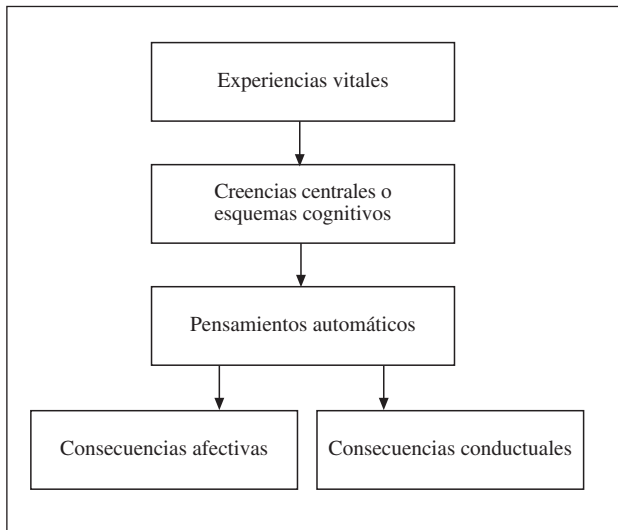 Experiencias vitales
Creencias centrales o
esquemas cognitivos
Pensamientos automáticos
Consecuencias afectivas
Consecuencias conductuales